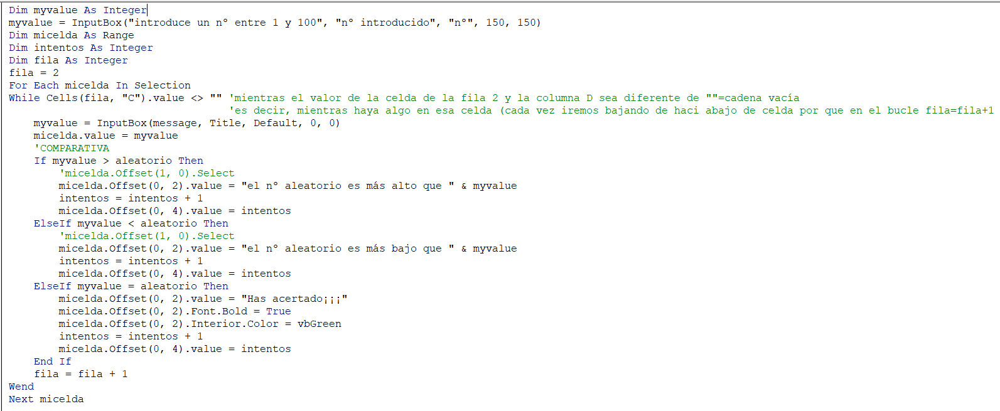 Dim myvalue As Integer
myvalue = InputBox("introduce un nº entre 1 y 100", "nº introducido", "nº", 150, 150)
Dim micelda As Range
Dim intentos As Integer
Dim fila As Integer
fila = 2
For Each micelda In Selection
While Cells(fila, "C").value <> "" 'mientras el valor de la celda de la fila 2 y la columna D sea diferente de ""=cadena vacía
'es decir, mientras haya algo en esa celda (cada vez iremos bajando de haci abajo de celda por que en el bucle fila=fila+1
myvalue = InputBox(message, Title, Default, 0, 0)
micelda.value = myvalue
'COMPARATIVA
If myvalue > aleatorio Then
'micelda.Offset(1, 0).Select
micelda.Offset(0, 2).value = "el nº aleatorio es más alto que " & myvalue
intentos = intentos + 1
micelda.Offset(0, 4).value = intentos
ElseIf myvalue < aleatorio Then
'micelda.Offset(1, 0).Select
micelda.Offset(0, 2).value = "el nº aleatorio es más bajo que " & myvalue
intentos = intentos + 1
micelda.Offset(0, 4).value = intentos
ElseIf myvalue = aleatorio Then
micelda.Offset(0, 2).value = "Has acertado¡¡¡"
micelda.Offset(0, 2).Font.Bold = True
micelda.Offset(0, 2).Interior.Color = vbGreen
intentos = intentos + 1
micelda.Offset(0, 4).value = intentos
End If
fila = fila + 1
Wend
Next micelda